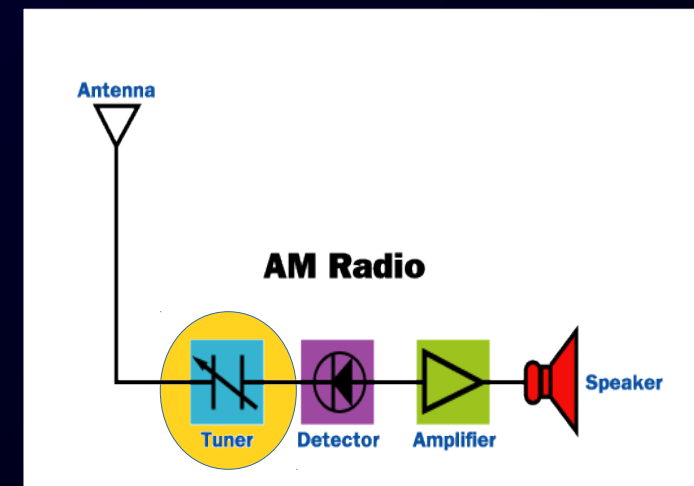 Antenna
AM Radio
Speaker
Tuner
Detector
Amplifier